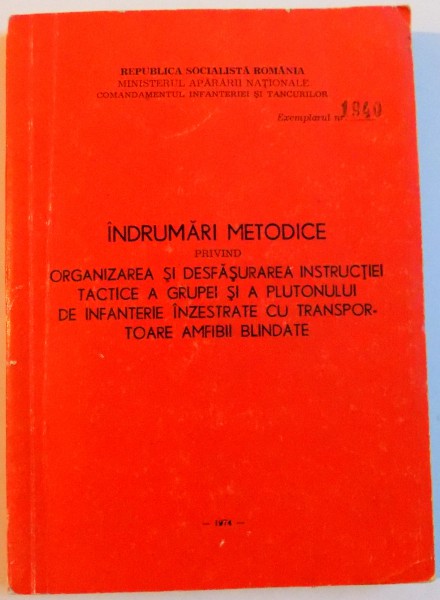 REPUBLICA SOCIALISTĂ ROMÂNIA
MINISTERUL APĂRĂRII NAȚIONALE
COMANDAMENTUL INFANTERIEI ȘI TANCURILOR
Exemplarul nr 1840
ÎNDRUMĂRI METODICE
PRIVIND
ORGANIZAREA ȘI DESFĂȘURAREA INSTRUCȚIEI
TACTICE A GRUPEI ȘI A PLUTONULUI
DE INFANTERIE ÎNZESTRATE CU TRANSPOR-
TOARE AMFIBII BLINDATE
— 1974 —